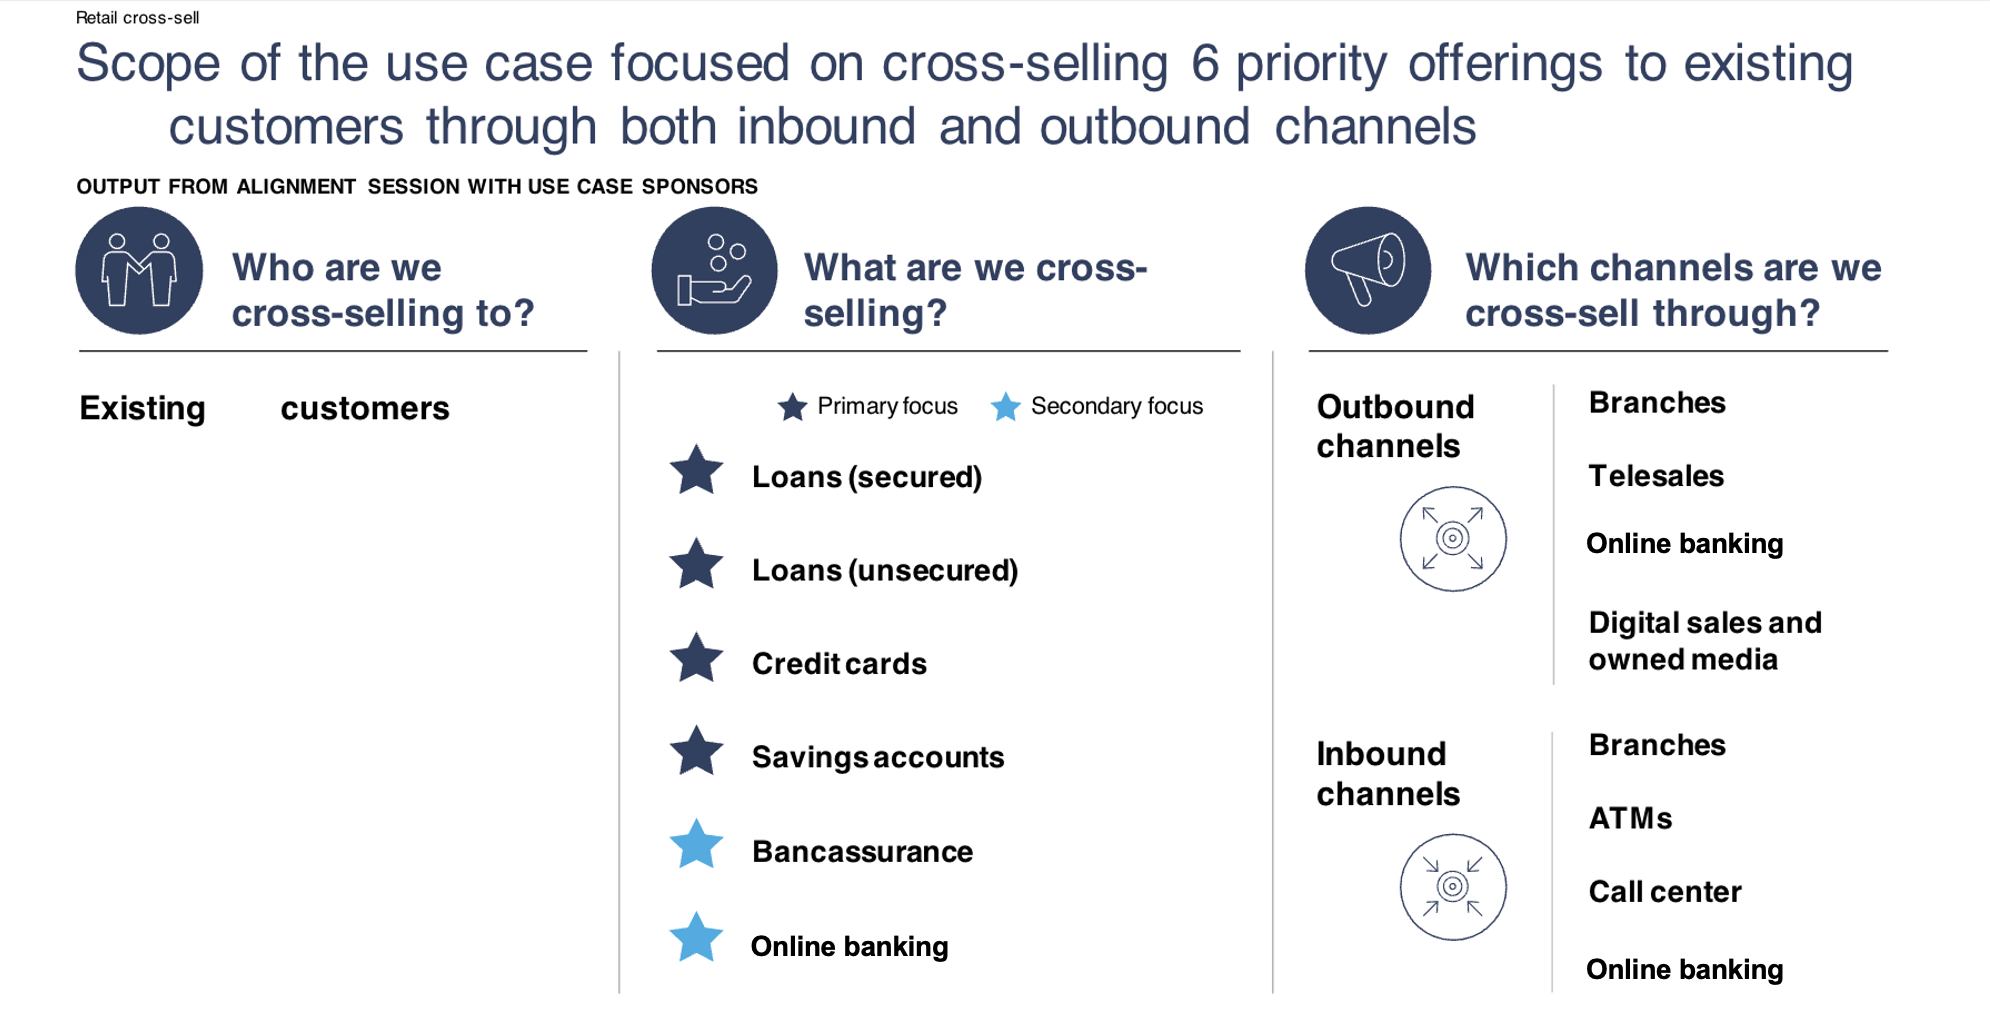 Retail cross-sell
Scope of the use case focused on cross-selling 6 priority offerings to existing
customers through both inbound and outbound channels
OUTPUT FROM ALIGNMENT SESSION WITH USE CASE SPONSORS
Who are we
cross-selling to?
Existing customers
What are we cross-
selling?
Primary focus
Secondary focus
Loans (secured)
Loans (unsecured)
Credit cards
Savings accounts
Bancassurance
Online banking
Which channels are we
cross-sell through?
Outbound
channels
Branches
Telesales
Online banking
Digital sales and
owned media
Inbound
channels
Branches
ATMs
Call center
Online banking